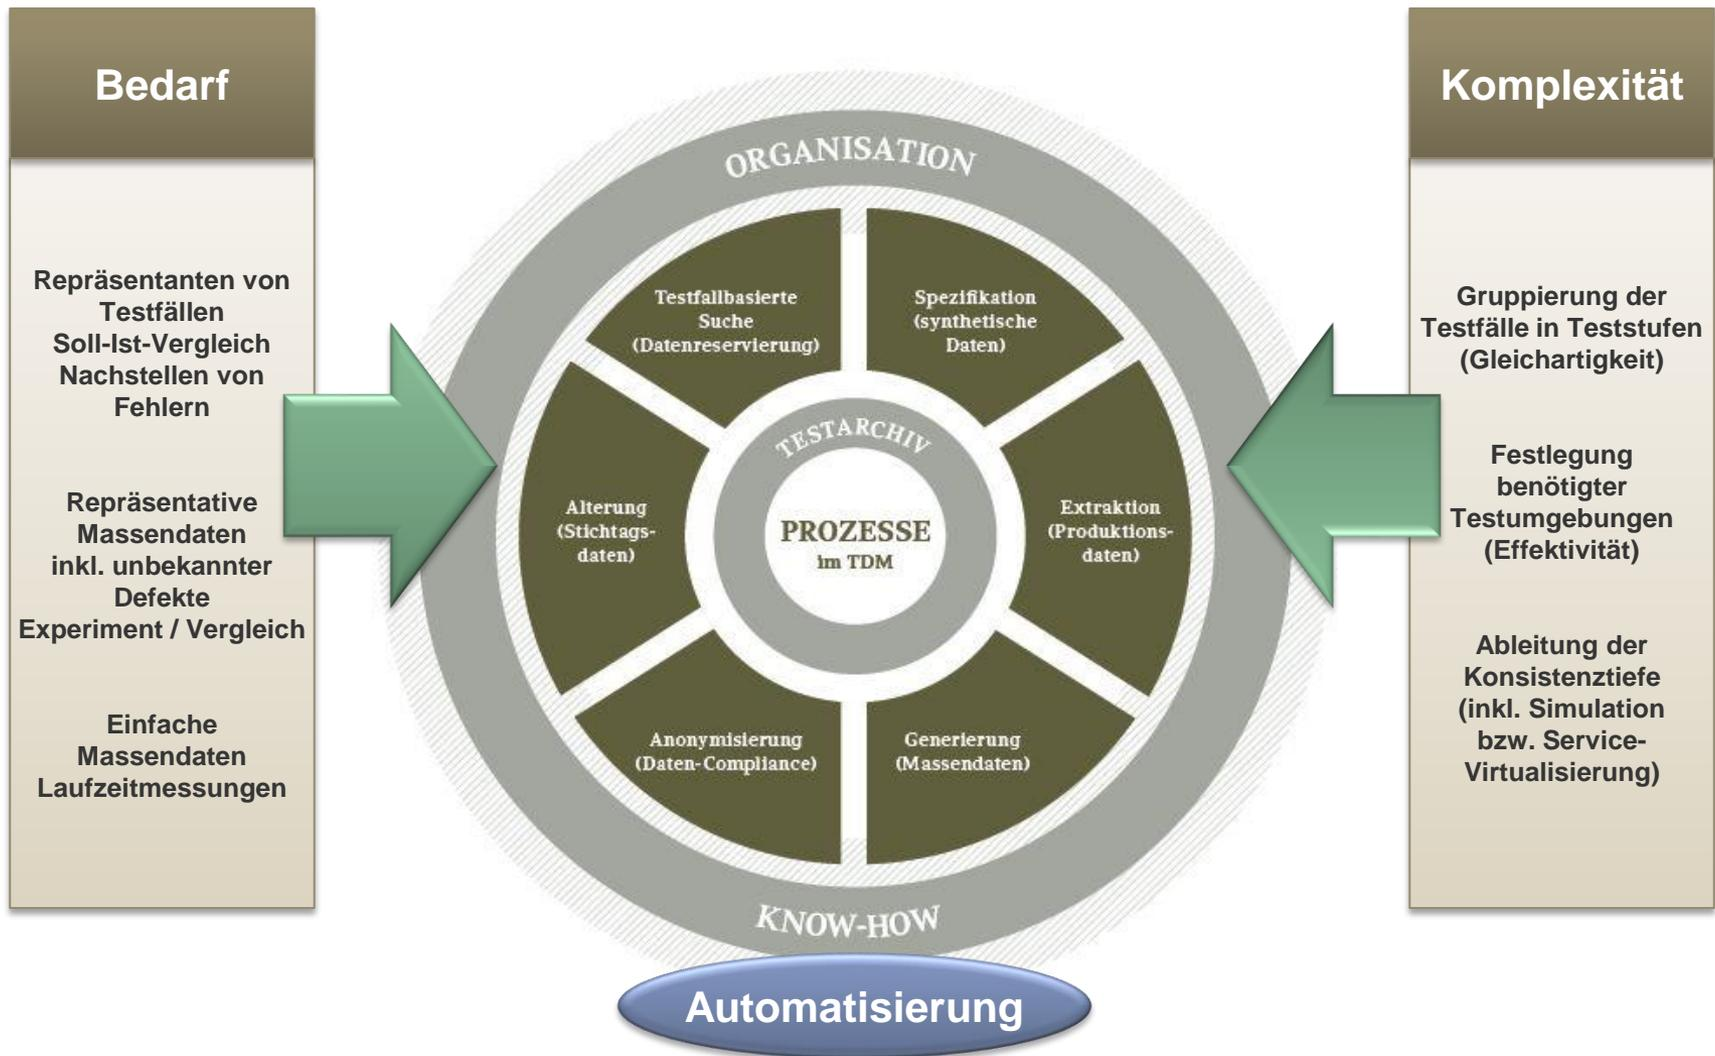 Bedarf
Repräsentanten von
Testfällen
Soll-Ist-Vergleich
Nachstellen von
Fehlern
Repräsentative
Massendaten
inkl. unbekannter
Defekte
Experiment / Vergleich
Einfache
Massendaten
Laufzeitmessungen
ORGANISATION
Testfallbasierte
Suche
(Datenreservierung)
Spezifikation
(synthetische
Daten)
Alterung
(Stichtags-
daten)
TESTARCHIV
PROZESSE
im TDM
Extraktion
(Produktions-
daten)
Anonymisierung
(Daten-Compliance)
Generierung
(Massendaten)
KNOW-HOW
Automatisierung
Komplexität
Gruppierung der
Testfälle in Teststufen
(Gleichartigkeit)
Festlegung
benötigter
Testumgebungen
(Effektivität)
Ableitung der
Konsistenztiefe
(inkl. Simulation
bzw. Service-
Virtualisierung)